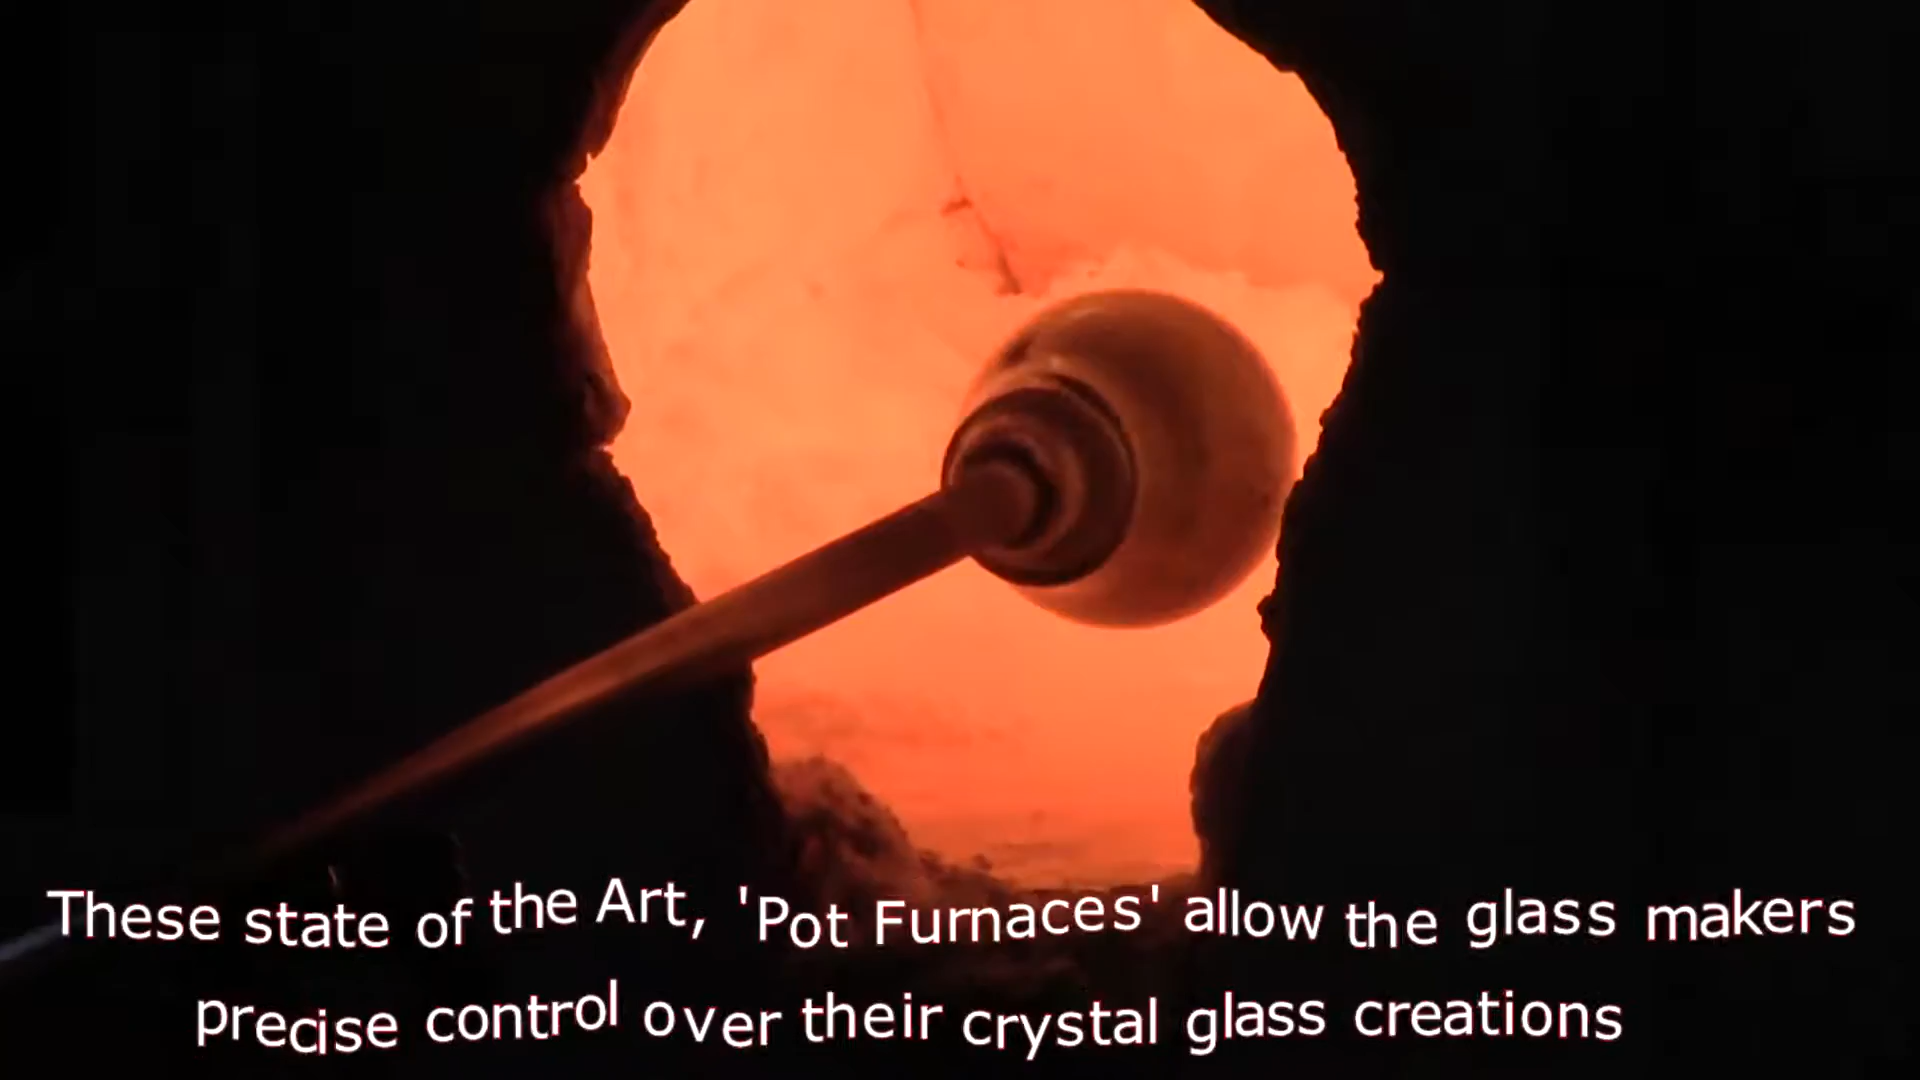 These state of the Art, 'Pot Furnaces' allow the glass makers
precise control over their crystal glass creations